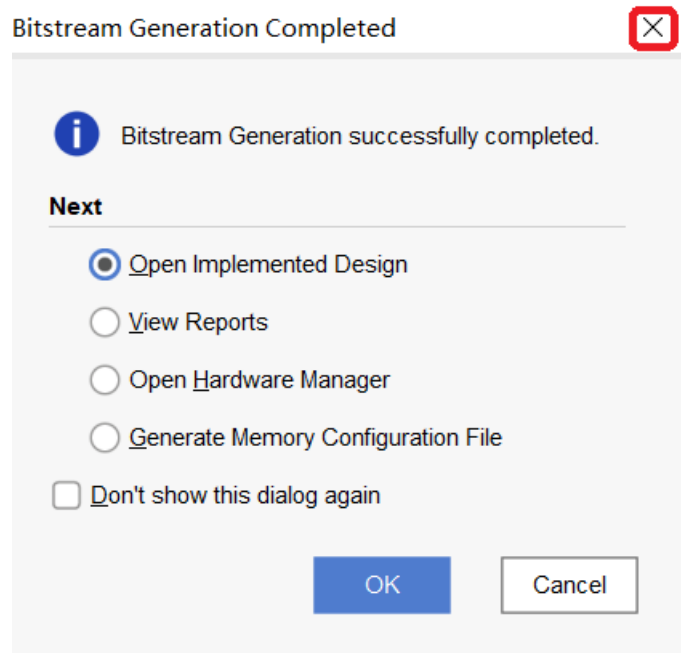 Bitstream Generation Completed
Bitstream Generation successfully completed.
Next
Open Implemented Design
View Reports
Open Hardware Manager
Generate Memory Configuration File
Don't show this dialog again
OK
Cancel